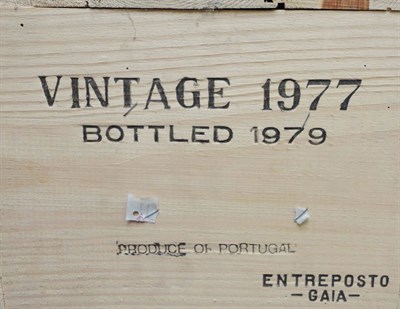 VINTAGE 1977
BOTTLED 1979
PRODUCE OF PORTUGAL
ENTREPOSTO
-GAIA-